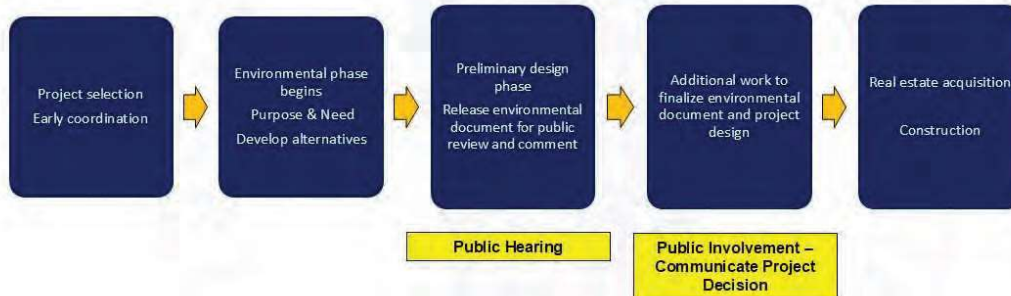 Project selection
Early coordination
Environmental phase
begins
Purpose & Need
Develop alternatives
Preliminary design
phase
Release environmental
document for public
review and comment
Additional work to
finalize environmental
document and project
design
Real estate acquisition
Construction
Public Hearing
Public Involvement –
Communicate Project
Decision